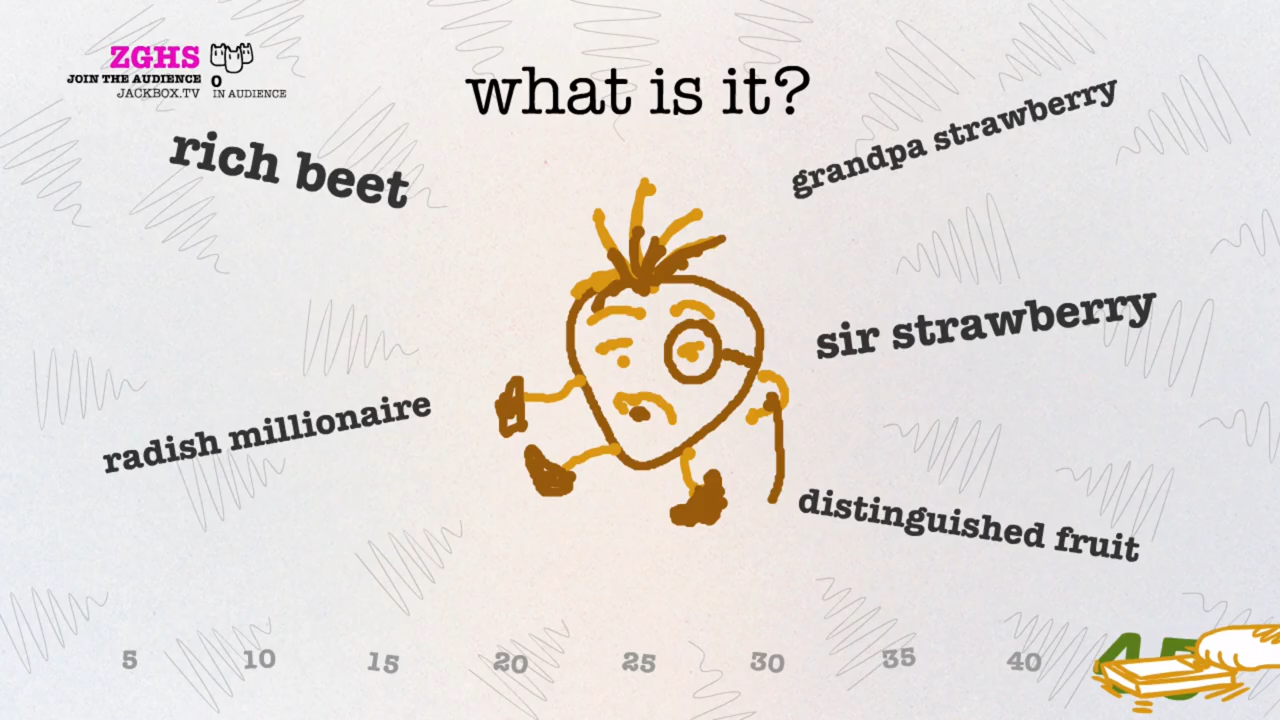 ZGHS
JOIN THE AUDIENCE
JACKBOX.TV
0
IN AUDIENCE
what is it?
rich beet
grandpa strawberry
sir strawberry
radish millionaire
distinguished fruit
5 10 15 20 25 30 35 40 45